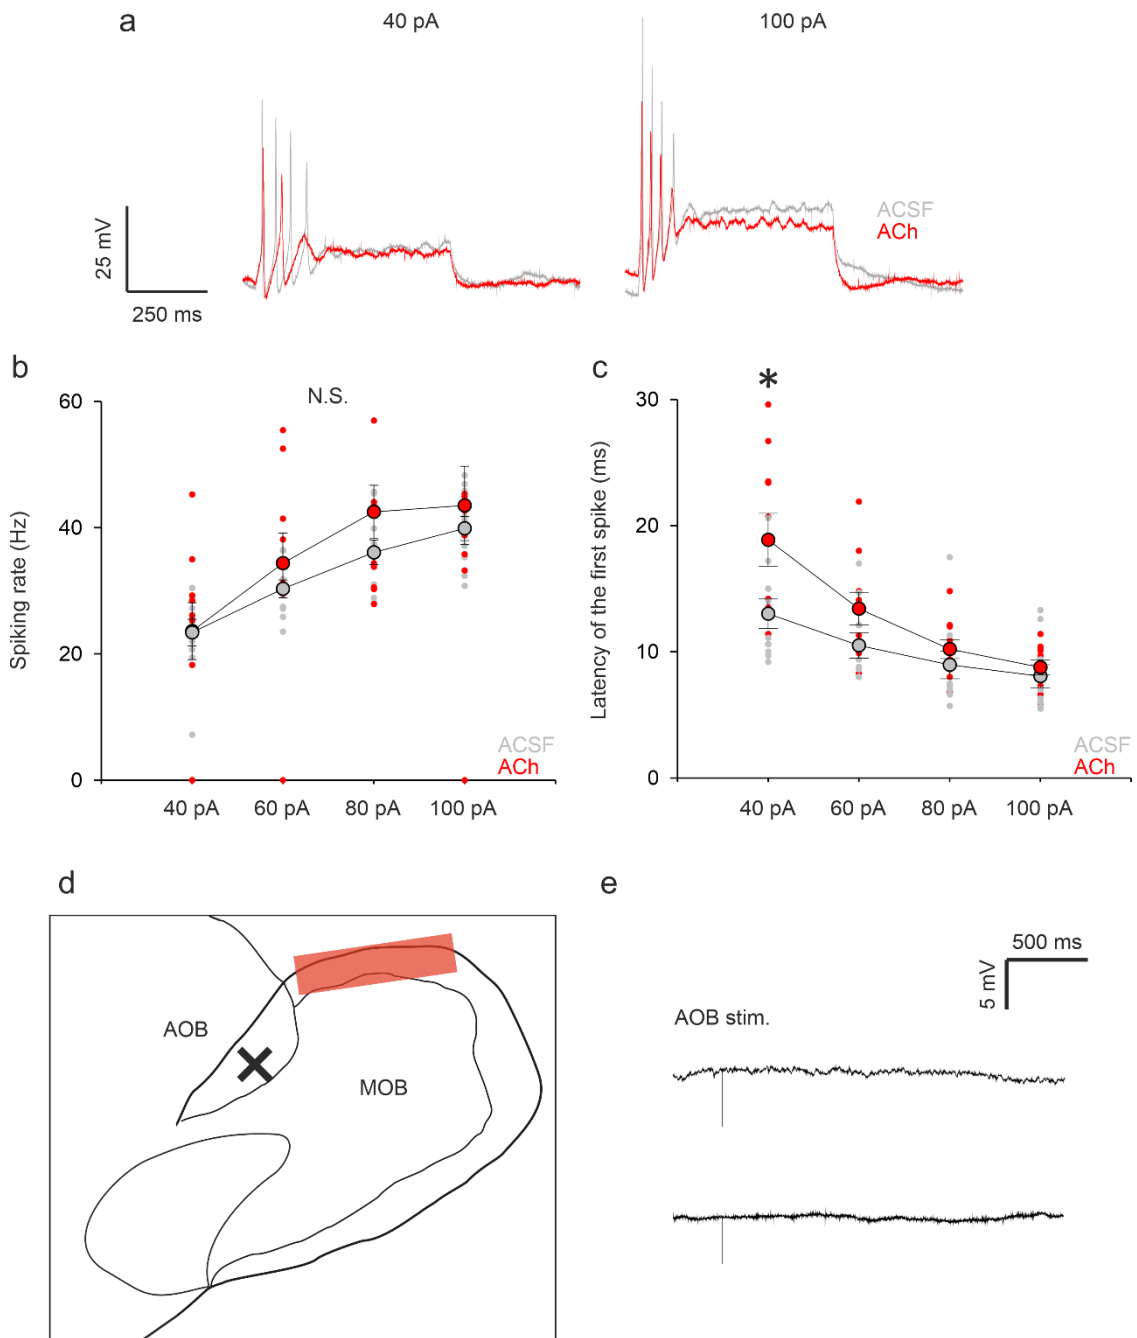 a
40 pA
100 pA
25 mV
250 ms
ACSF
ACh
b
N.S.
60
40
20
0
Spiking rate (Hz)
40 pA
60 pA
80 pA
100 pA
ACSF
ACh
c
*
30
20
10
0
Latency of the first spike (ms)
40 pA
60 pA
80 pA
100 pA
ACSF
ACh
d
AOB
MOB
e
500 ms
5 mV
AOB stim.